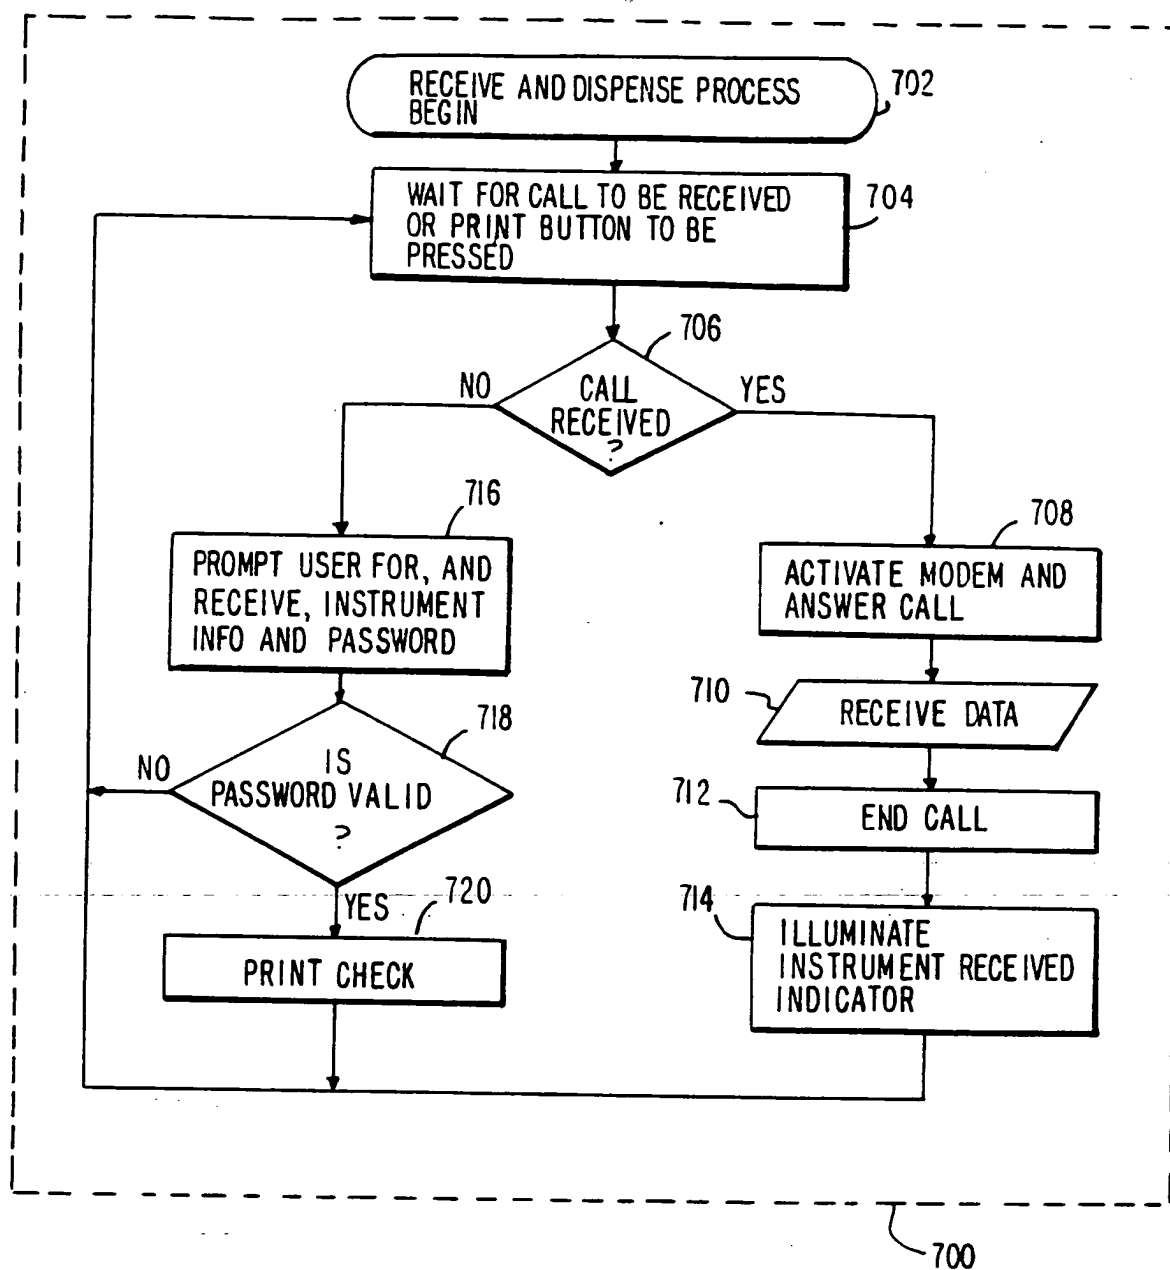 RECEIVE AND DISPENSE PROCESS
BEGIN
702
WAIT FOR CALL TO BE RECEIVED
OR PRINT BUTTON TO BE
PRESSED
704
706
NO
CALL
RECEIVED
?
YES
716
PROMPT USER FOR, AND
RECEIVE, INSTRUMENT
INFO AND PASSWORD
708
ACTIVATE MODEM AND
ANSWER CALL
710
RECEIVE DATA
718
NO
IS
PASSWORD VALID
?
YES
712
END CALL
720
PRINT CHECK
714
ILLUMINATE
INSTRUMENT RECEIVED
INDICATOR
700